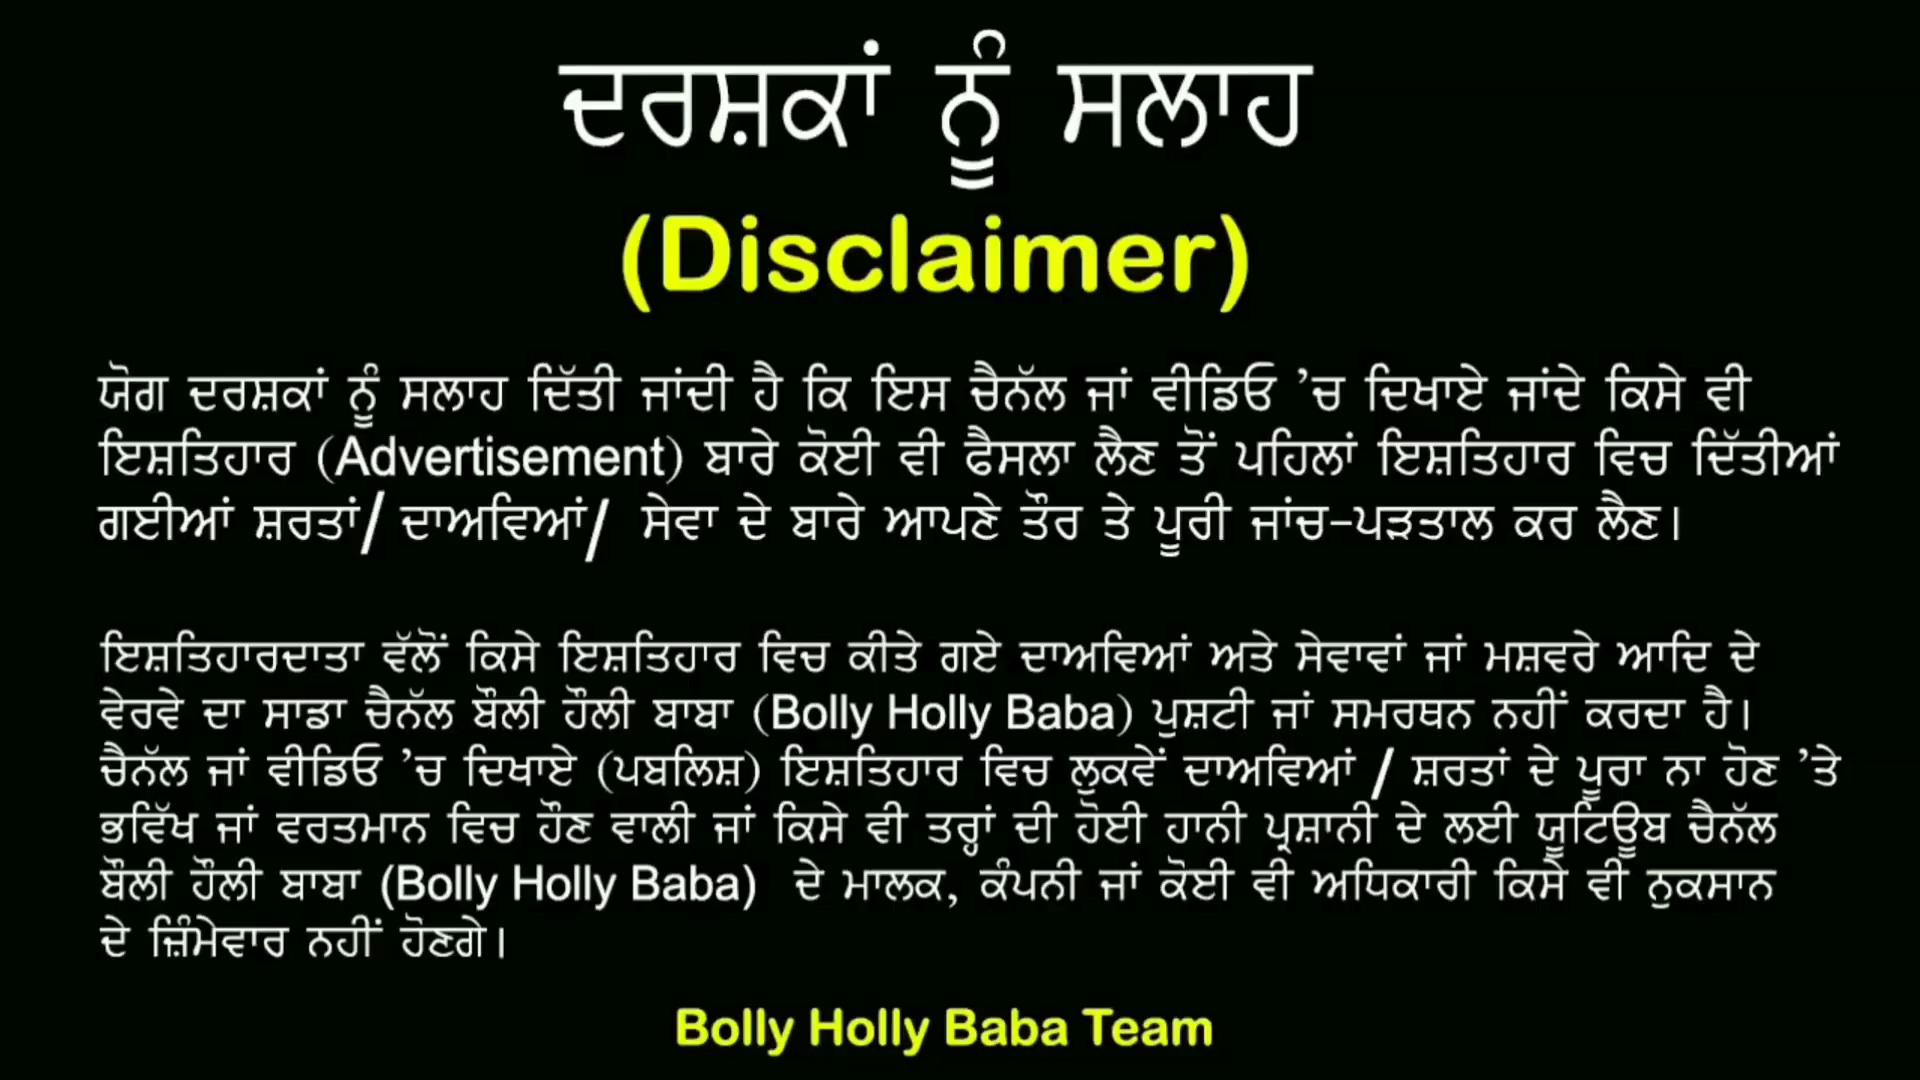 ਦਰਸ਼ਕਾਂ ਨੂੰ ਸਲਾਹ
(Disclaimer)
ਯੋਗ ਦਰਸ਼ਕਾਂ ਨੂੰ ਸਲਾਹ ਦਿੱਤੀ ਜਾਂਦੀ ਹੈ ਕਿ ਇਸ ਚੈਨੱਲ ਜਾਂ ਵੀਡਿਓ ’ਚ ਦਿਖਾਏ ਜਾਂਦੇ ਕਿਸੇ ਵੀ
ਇਸ਼ਤਿਹਾਰ (Advertisement) ਬਾਰੇ ਕੋਈ ਵੀ ਫੈਸਲਾ ਲੈਣ ਤੋਂ ਪਹਿਲਾਂ ਇਸ਼ਤਿਹਾਰ ਵਿਚ ਦਿੱਤੀਆਂ
ਗਈਆਂ ਸ਼ਰਤਾਂ/ ਦਾਅਵਿਆਂ/ ਸੇਵਾ ਦੇ ਬਾਰੇ ਆਪਣੇ ਤੌਰ ਤੇ ਪੂਰੀ ਜਾਂਚ-ਪੜਤਾਲ ਕਰ ਲੈਣ।
ਇਸ਼ਤਿਹਾਰਦਾਤਾ ਵੱਲੋਂ ਕਿਸੇ ਇਸ਼ਤਿਹਾਰ ਵਿਚ ਕੀਤੇ ਗਏ ਦਾਅਵਿਆਂ ਅਤੇ ਸੇਵਾਵਾਂ ਜਾਂ ਮਸ਼ਵਰੇ ਆਦਿ ਦੇ
ਵੇਰਵੇ ਦਾ ਸਾਡਾ ਚੈਨੱਲ ਬੌਲੀ ਹੌਲੀ ਬਾਬਾ (Bolly Holly Baba) ਪੁਸ਼ਟੀ ਜਾਂ ਸਮਰਥਨ ਨਹੀਂ ਕਰਦਾ ਹੈ।
ਚੈਨੱਲ ਜਾਂ ਵੀਡਿਓ ’ਚ ਦਿਖਾਏ (ਪਬਲਿਸ਼) ਇਸ਼ਤਿਹਾਰ ਵਿਚ ਲੁਕਵੇਂ ਦਾਅਵਿਆਂ / ਸ਼ਰਤਾਂ ਦੇ ਪੂਰਾ ਨਾ ਹੋਣ ’ਤੇ
ਭਵਿੱਖ ਜਾਂ ਵਰਤਮਾਨ ਵਿਚ ਹੌਣ ਵਾਲੀ ਜਾਂ ਕਿਸੇ ਵੀ ਤਰ੍ਹਾਂ ਦੀ ਹੋਈ ਹਾਨੀ ਪ੍ਰਸ਼ਾਨੀ ਦੇ ਲਈ ਯੂਟਿਊਬ ਚੈਨੱਲ
ਬੌਲੀ ਹੌਲੀ ਬਾਬਾ (Bolly Holly Baba) ਦੇ ਮਾਲਕ, ਕੰਪਨੀ ਜਾਂ ਕੋਈ ਵੀ ਅਧਿਕਾਰੀ ਕਿਸੇ ਵੀ ਨੁਕਸਾਨ
ਦੇ ਜ਼ਿੰਮੇਵਾਰ ਨਹੀਂ ਹੋਣਗੇ।
Bolly Holly Baba Team